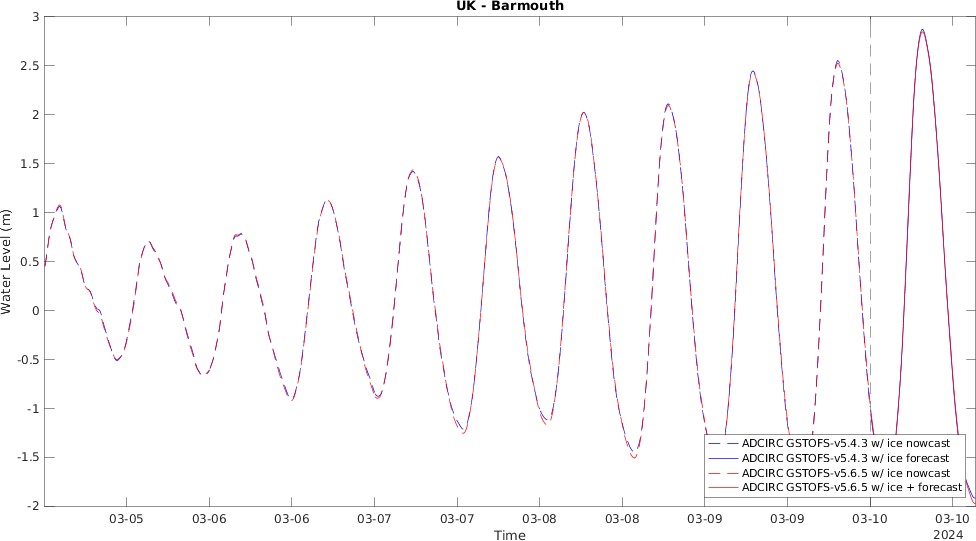 UK - Barmouth
3
2.5
2
1.5
1
0.5
0
-0.5
-1
-1.5
-2
Water Level (m)
ADCIRC GSTOFS-v5.4.3 w/ ice nowcast
ADCIRC GSTOFS-v5.4.3 w/ ice forecast
ADCIRC GSTOFS-v5.6.5 w/ ice nowcast
ADCIRC GSTOFS-v5.6.5 w/ ice + forecast
03-05 03-06 03-06 03-07 03-07 03-08 03-08 03-09 03-09 03-10 03-10
Time 2024